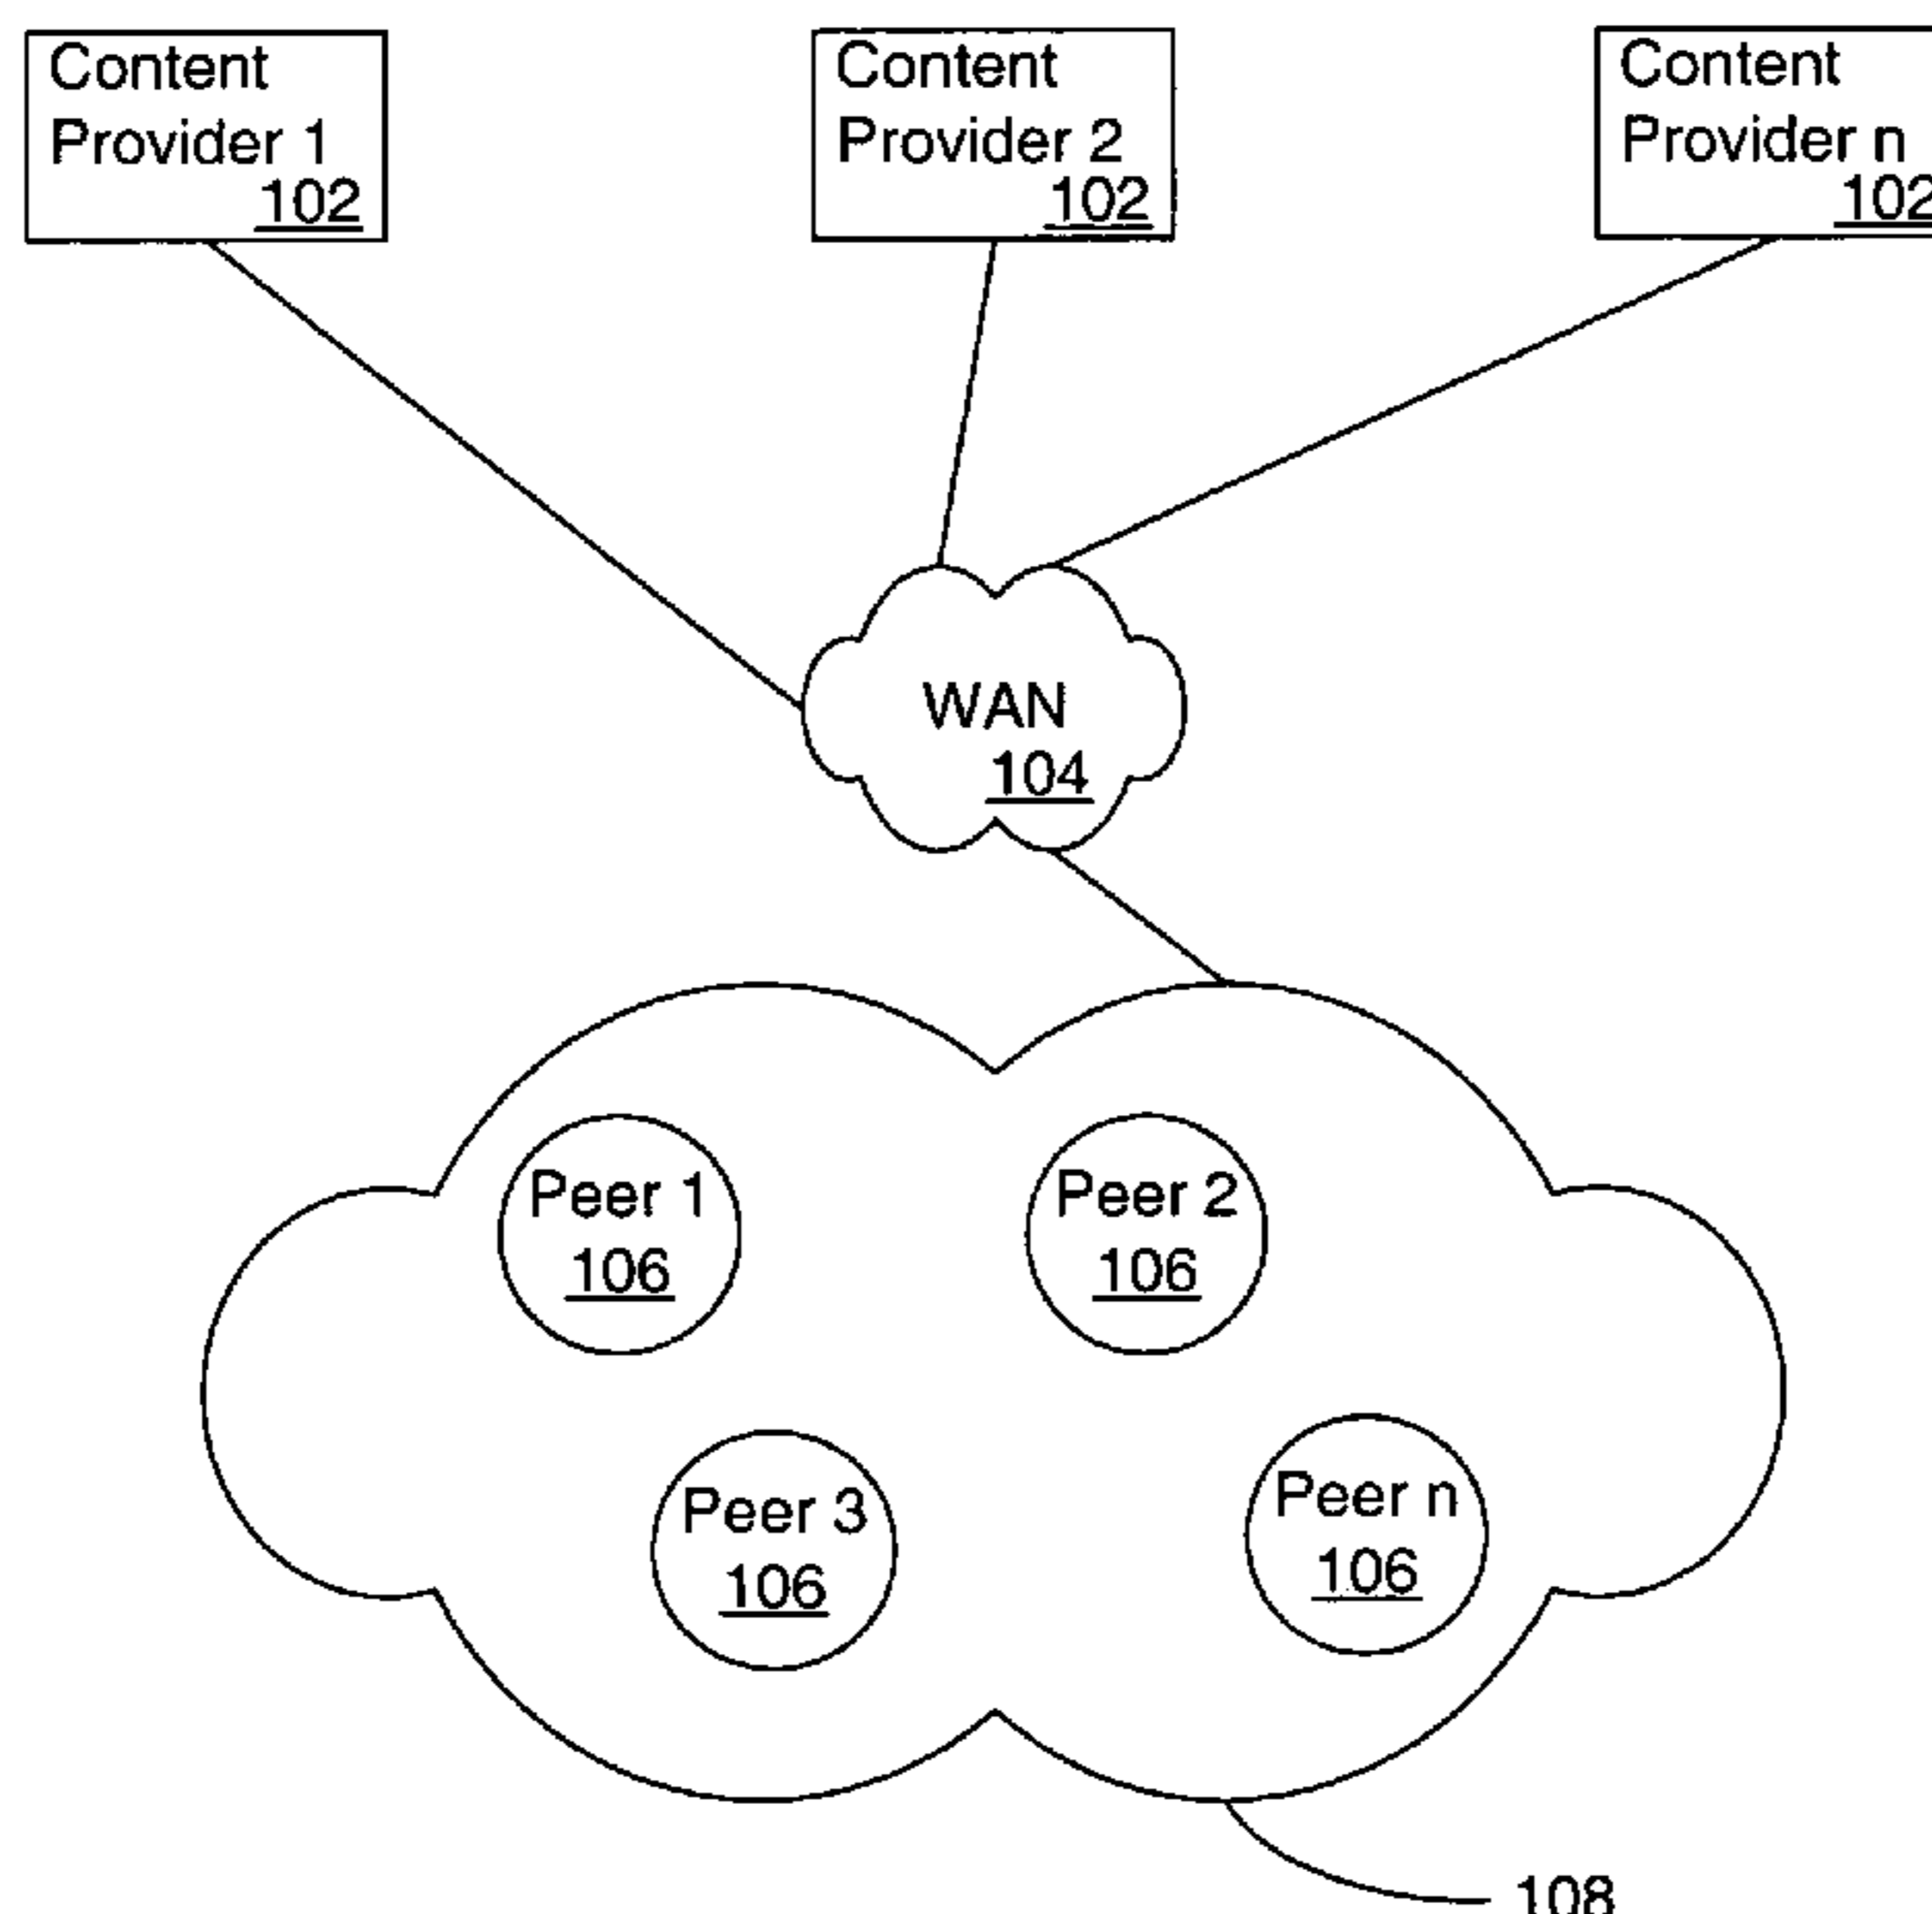 Content
Provider 1
102
Content
Provider 2
102
Content
Provider n
102
WAN
104
Peer 1
106
Peer 2
106
Peer 3
106
Peer n
106
108